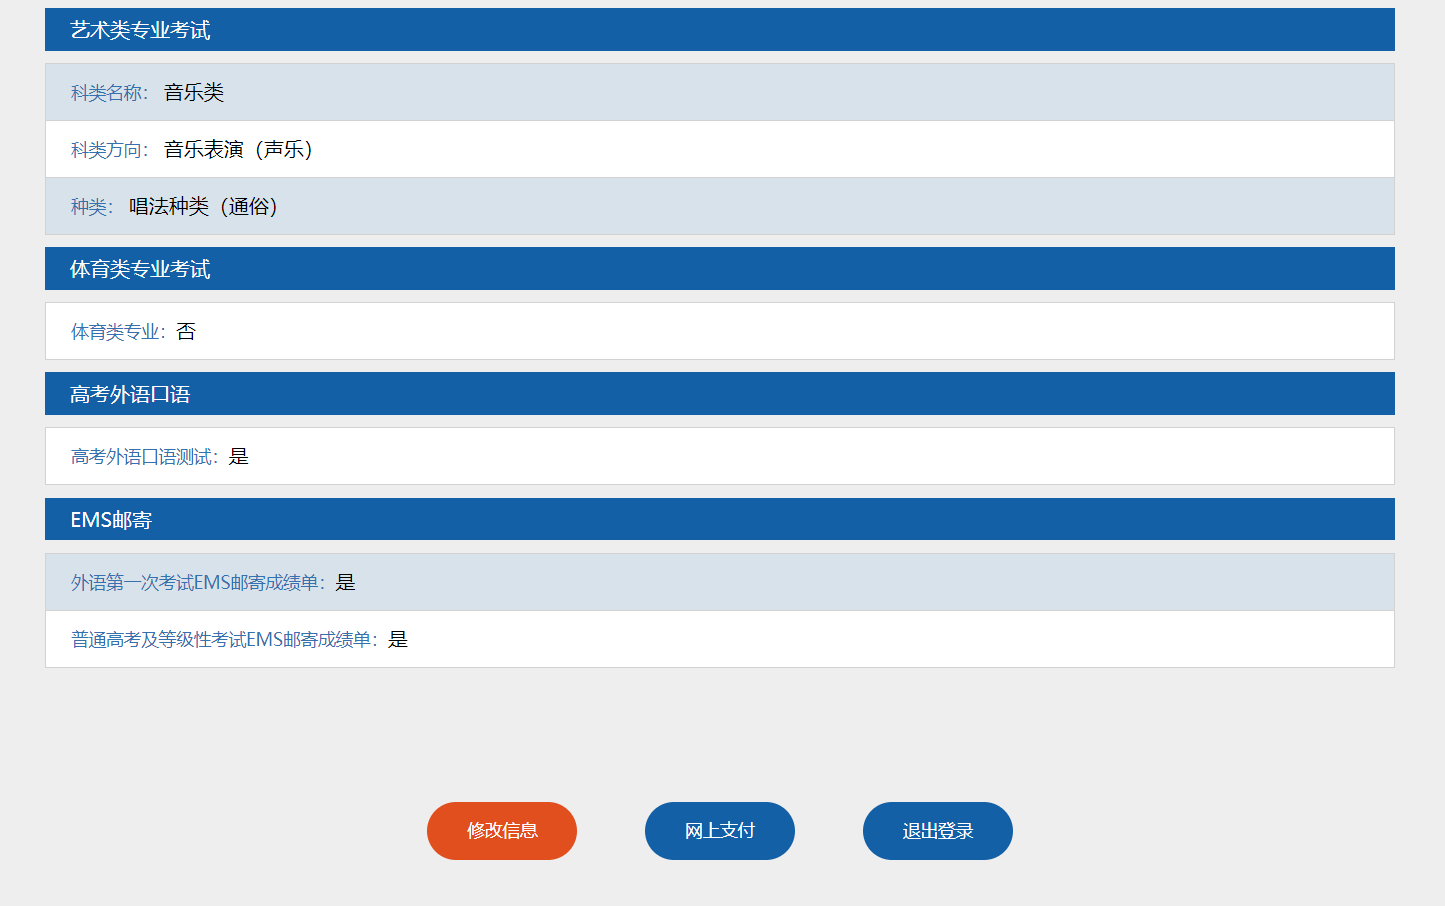 艺术类专业考试
科类名称： 音乐类
科类方向： 音乐表演（声乐）
种类： 唱法种类（通俗）
体育类专业考试
体育类专业：否
高考外语口语
高考外语口语测试：是
EMS邮寄
外语第一次考试EMS邮寄成绩单：是
普通高考及等级性考试EMS邮寄成绩单：是
修改信息 网上支付 退出登录